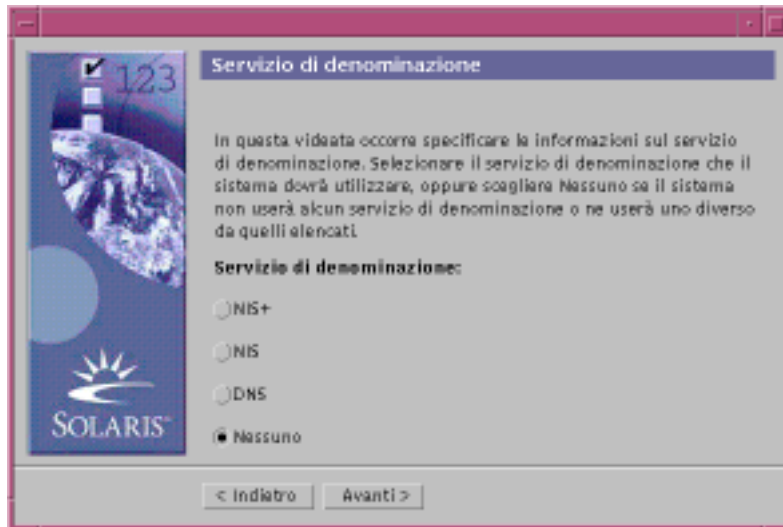 Servizio di denominazione
123
In questa videata occorre specificare le informazioni sul servizio
di denominazione. Selezionare il servizio di denominazione che il
sistema dovrà utilizzare, oppure scegliere Nessuno se il sistema
non userà alcun servizio di denominazione o ne userà uno diverso
da quelli elencati.
Servizio di denominazione:
NIS+
NIS
DNS
Nessuno
SOLARIS™
< Indietro
Avanti >